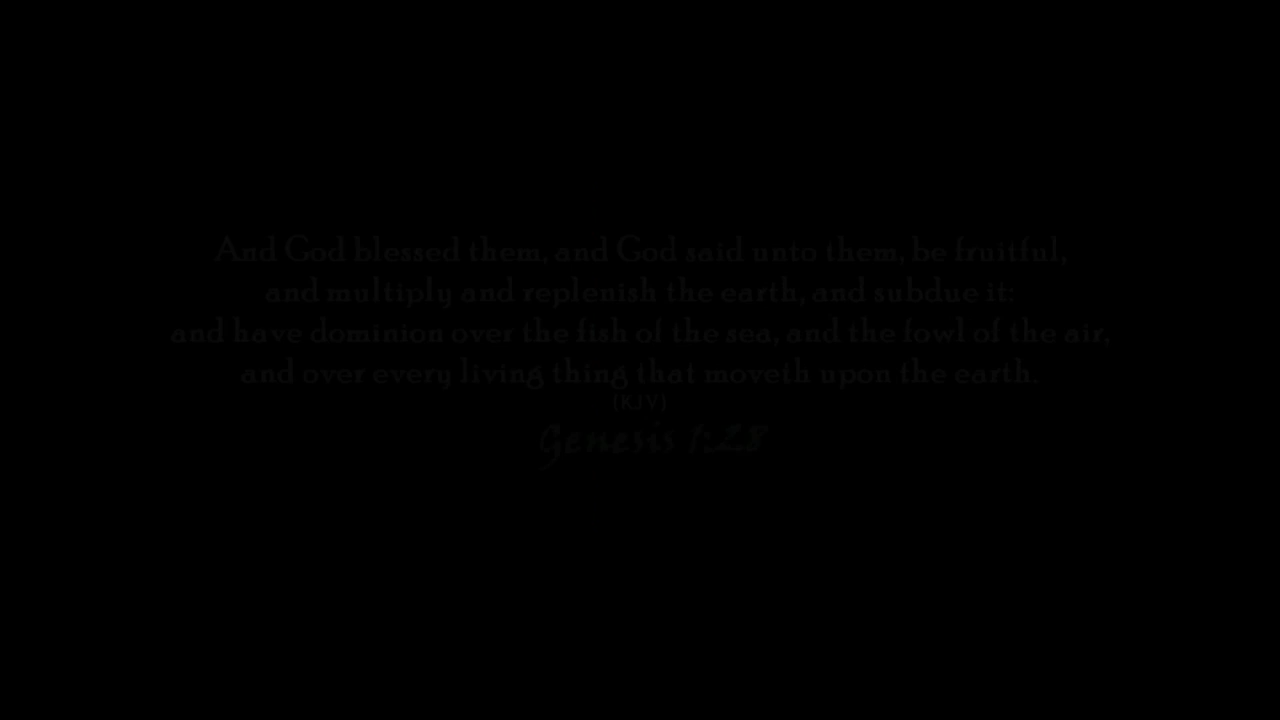 And God blessed them, and God said unto them, be fruitful,
and multiply and replenish the earth, and subdue it:
and have dominion over the fish of the sea, and the fowl of the air,
and over every living thing that moveth upon the earth.
(KJV)
Genesis 1:28